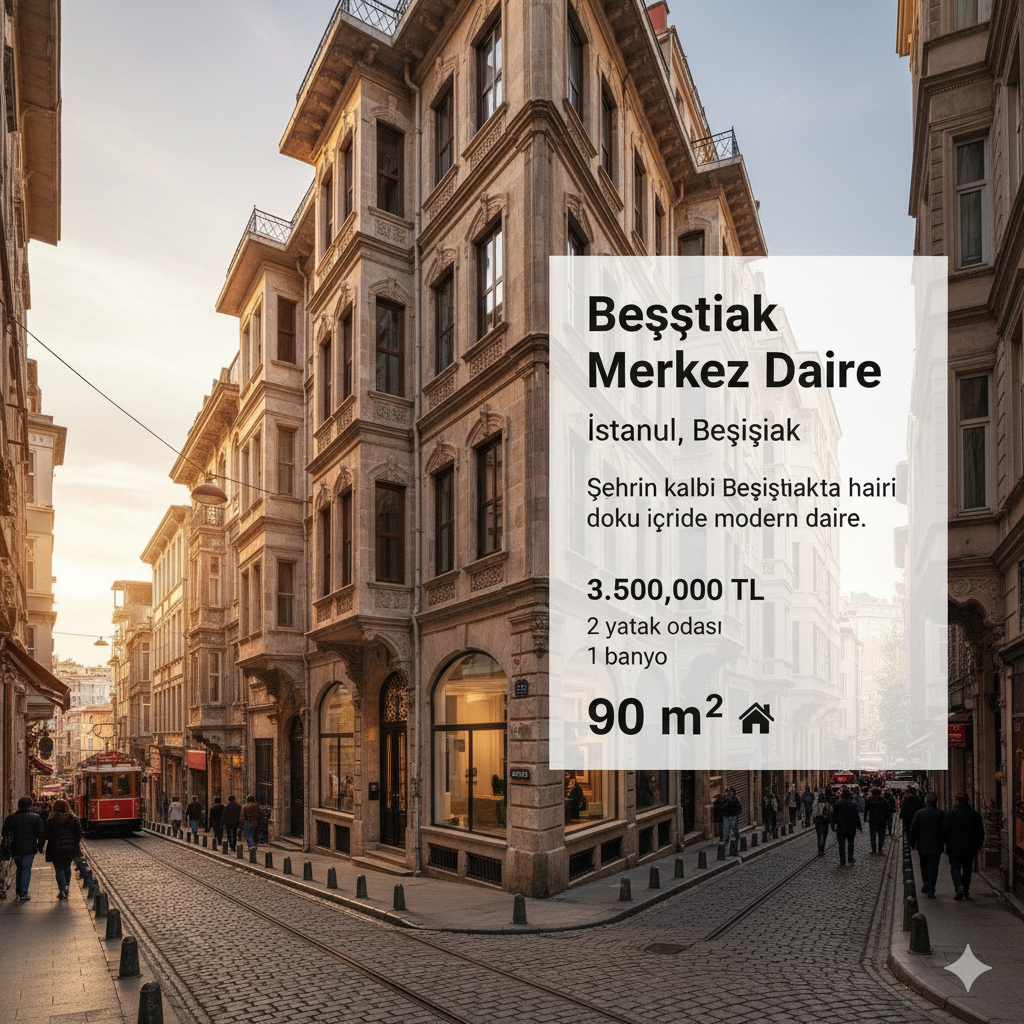 Beşştiak
Merkez Daire
İstanul, Beşişiak
Şehrin kalbi Beşiştiakta hairi
doku içride modern daire.
3.500,000 TL
2 yatak odası
1 banyo
90 m²